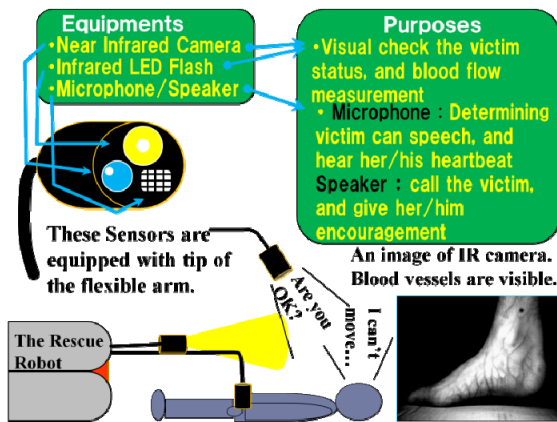 Equipments
•Near Infrared Camera
•Infrared LED Flash
•Microphone/Speaker
Purposes
•Visual check the victim
status, and blood flow
measurement
• Microphone : Determining
victim can speech, and
hear her/his heartbeat
Speaker : call the victim,
and give her/him
encouragement
These Sensors are
equipped with tip of
the flexible arm.
An image of IR camera.
Blood vessels are visible.
Are you
OK?
I can't
move...
The Rescue
Robot